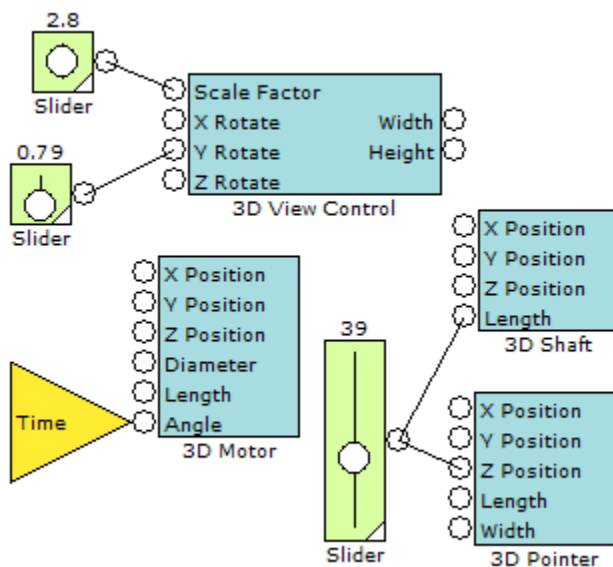 2.8
Slider
Scale Factor
X Rotate
Width
Y Rotate
Height
Z Rotate
3D View Control
0.79
Slider
X Position
Y Position
Z Position
Length
3D Shaft
X Position
Y Position
Z Position
Diameter
Length
Angle
3D Motor
Time
39
Slider
X Position
Y Position
Z Position
Length
Width
3D Pointer